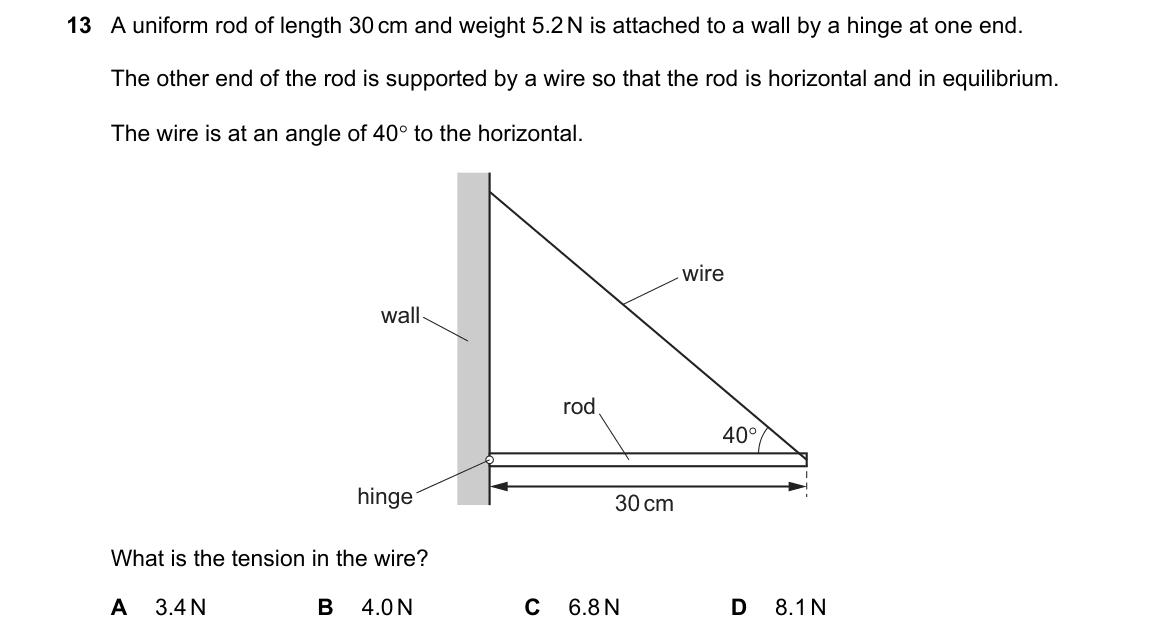 13 A uniform rod of length 30 cm and weight 5.2 N is attached to a wall by a hinge at one end.
The other end of the rod is supported by a wire so that the rod is horizontal and in equilibrium.
The wire is at an angle of 40° to the horizontal.
wire
wall
rod
40°
hinge
30 cm
What is the tension in the wire?
A 3.4 N B 4.0 N C 6.8 N D 8.1 N